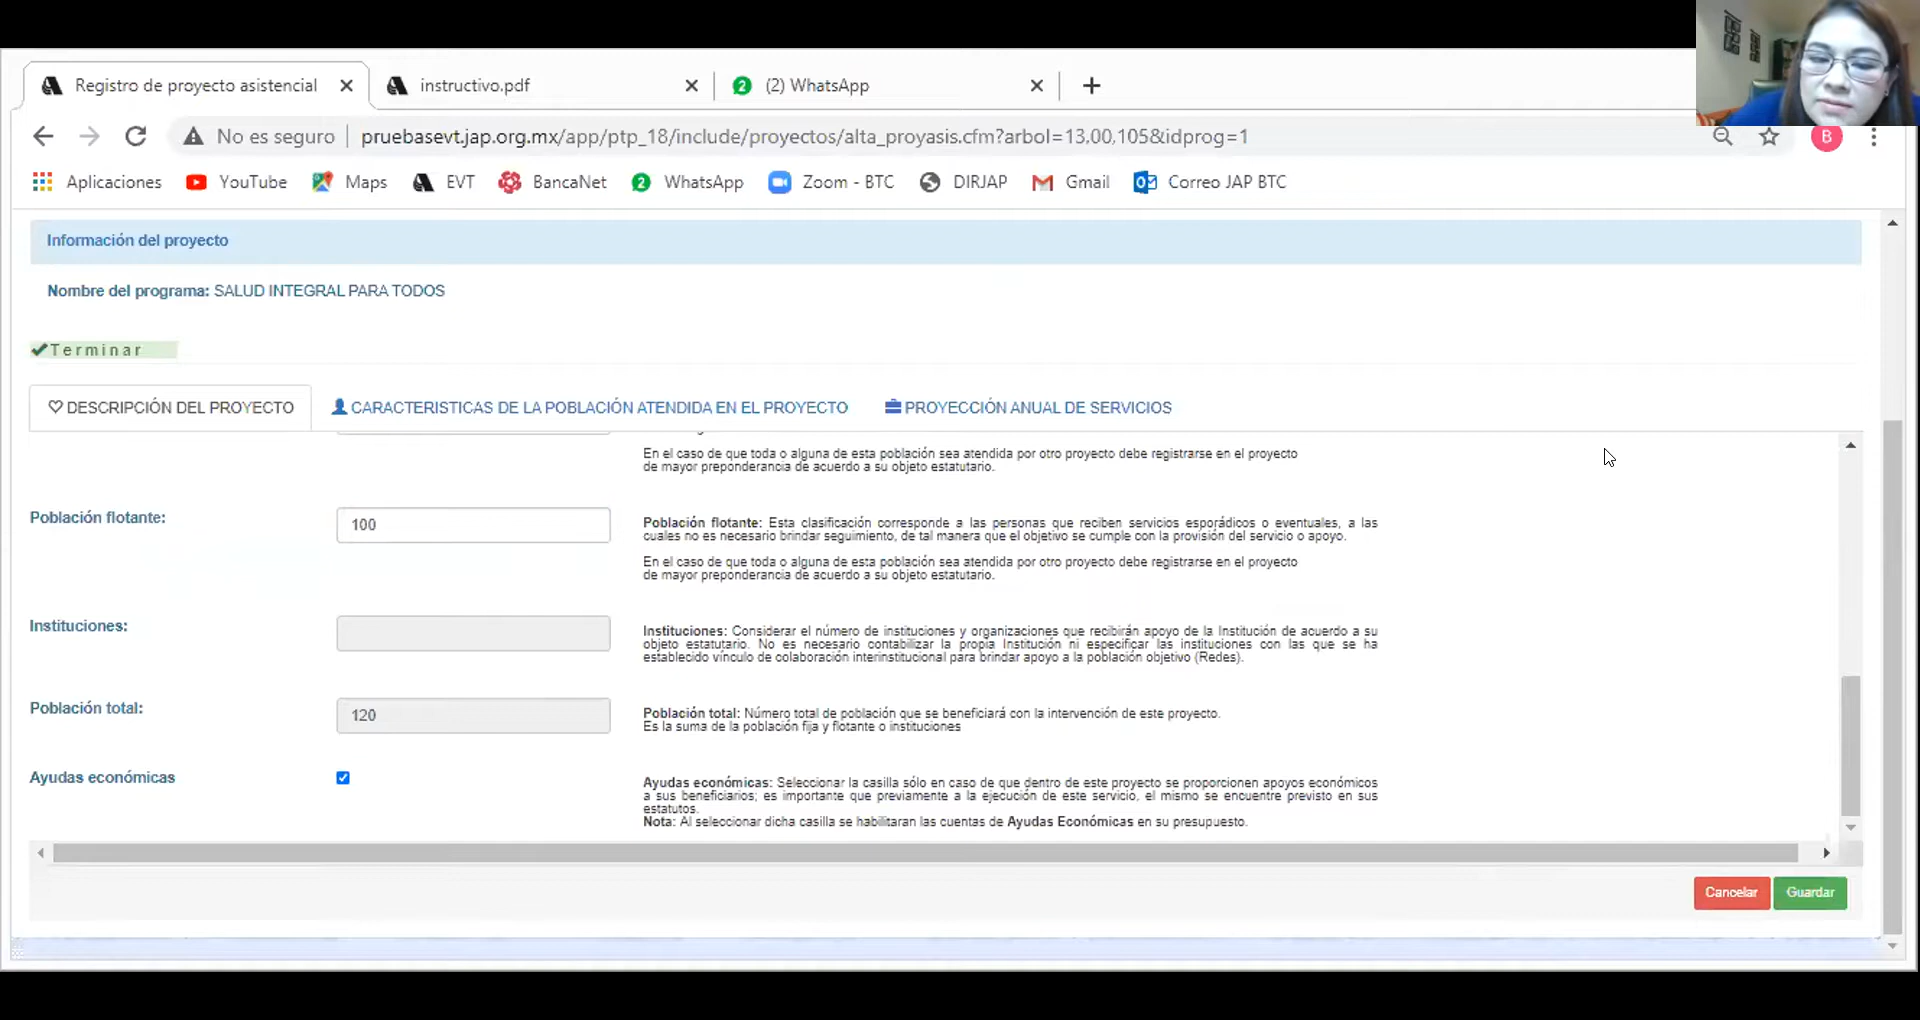 Registro de proyecto asistencial
instructivo.pdf
2 (2) WhatsApp
No es seguro
pruebasevt.jap.org.mx/app/ptp_18/include/proyectos/alta_proyasis.cfm?arbol=13,00,105&idprog=1
B
Aplicaciones YouTube Maps EVT BancaNet 2 WhatsApp Zoom - BTC DIRJAP Gmail Correo JAP BTC
Información del proyecto
Nombre del programa: SALUD INTEGRAL PARA TODOS
Terminar
DESCRIPCIÓN DEL PROYECTO CARACTERISTICAS DE LA POBLACIÓN ATENDIDA EN EL PROYECTO PROYECCIÓN ANUAL DE SERVICIOS
En el caso de que toda o alguna de esta población sea atendida por otro proyecto debe registrarse en el proyecto
de mayor preponderancia de acuerdo a su objeto estatutario.
Población flotante: 100
Población flotante: Esta clasificación corresponde a las personas que reciben servicios esporádicos o eventuales, a las
cuales no es necesario brindar seguimiento, de tal manera que el objetivo se cumple con la provisión del servicio o apoyo.
En el caso de que toda o alguna de esta población sea atendida por otro proyecto debe registrarse en el proyecto
de mayor preponderancia de acuerdo a su objeto estatutario.
Instituciones:
Instituciones: Considerar el número de instituciones y organizaciones que recibirán apoyo de la Institución de acuerdo a su
objeto estatutario. No es necesario contabilizar la propia Institución ni especificar las instituciones con las que se ha
establecido vínculo de colaboración interinstitucional para brindar apoyo a la población objetivo (Redes).
Población total: 120
Población total: Número total de población que se beneficiará con la intervención de este proyecto.
Es la suma de la población fija y flotante o instituciones
Ayudas económicas
Ayudas económicas: Seleccionar la casilla sólo en caso de que dentro de este proyecto se proporcionen apoyos económicos
a sus beneficiarios; es importante que previamente a la ejecución de este servicio, el mismo se encuentre previsto en sus
estatutos.
Nota: Al seleccionar dicha casilla se habilitaran las cuentas de Ayudas Económicas en su presupuesto.
Cancelar Guardar